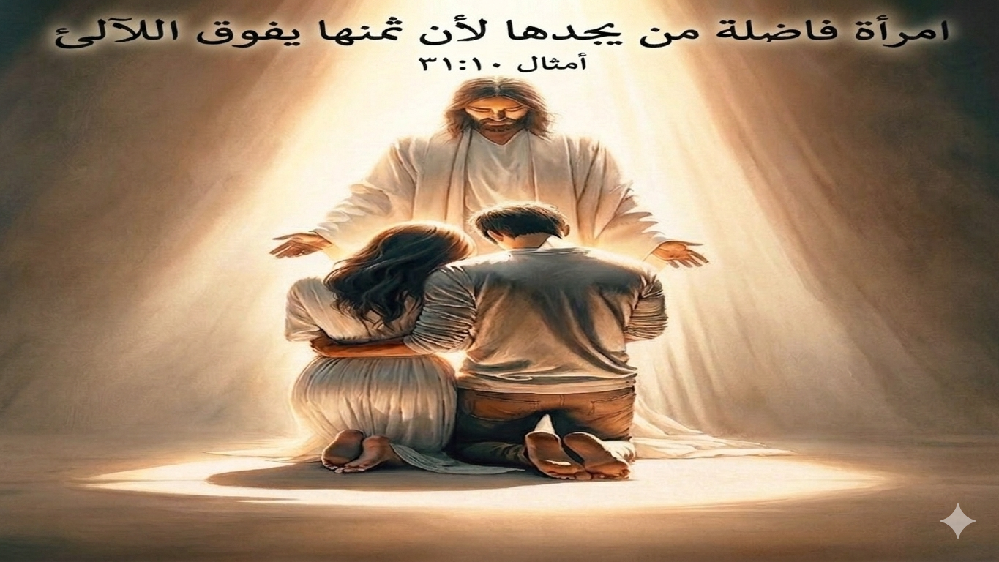 امرأة فاضلة من يجدها لأن ثمنها يفوق اللآلئ
أمثال ٣١:١٠